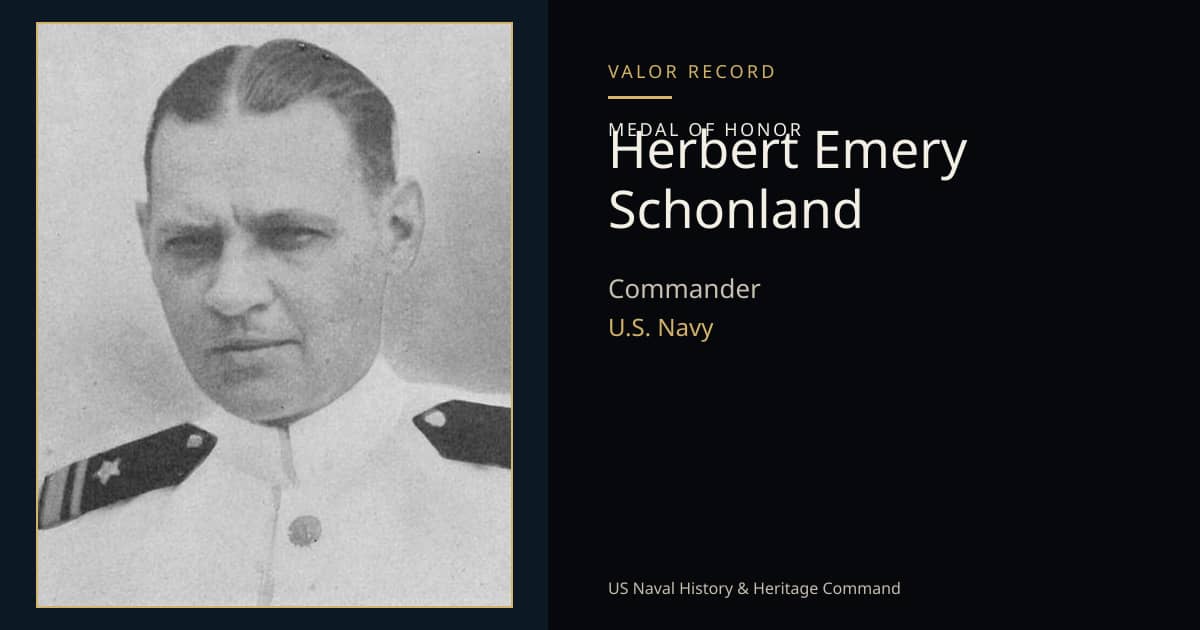 VALOR RECORD
MEDAL OF HONOR
Herbert Emery
Schonland
Commander
U.S. Navy
US Naval History & Heritage Command